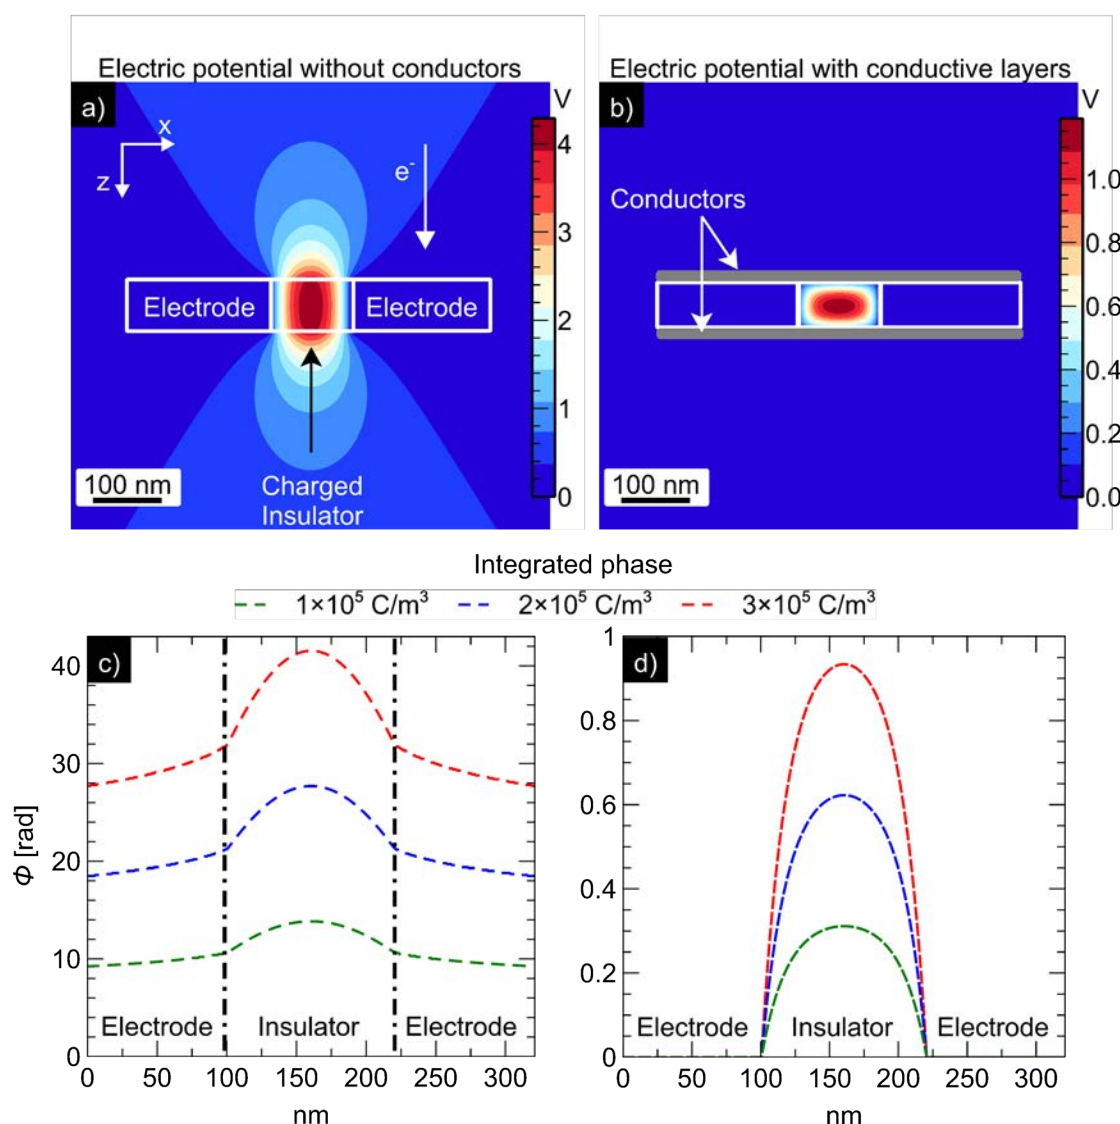 Electric potential without conductors
a)
V
x
z
e-
4
3
2
1
0
Electrode
Electrode
100 nm
Charged
Insulator
Electric potential with conductive layers
b)
V
Conductors
1.0
0.8
0.6
0.4
0.2
0.0
100 nm
Integrated phase
1×10⁵ C/m³ 2×10⁵ C/m³ 3×10⁵ C/m³
c)
Φ [rad]
40
30
20
10
0
Electrode Insulator Electrode
0 50 100 150 200 250 300
nm
d)
1
0.8
0.6
0.4
0.2
0
Electrode Insulator Electrode
0 50 100 150 200 250 300
nm